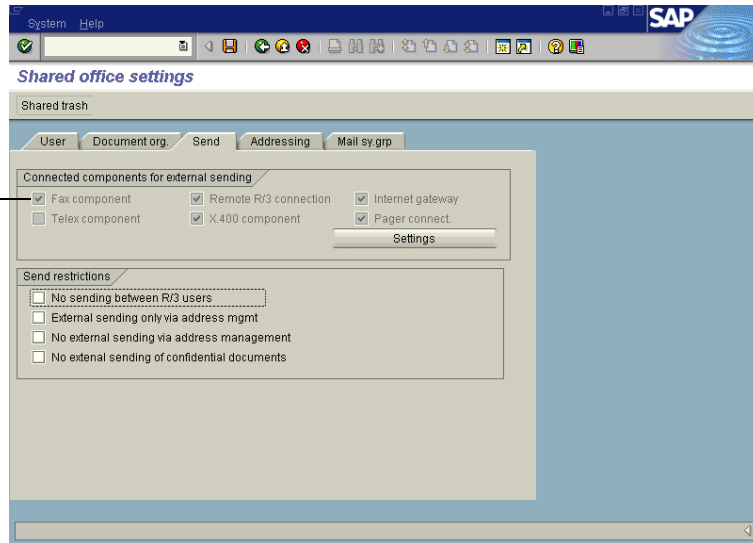 System Help
SAP
Shared office settings
Shared trash
User Document org. Send Addressing Mail sy.grp
Connected components for external sending
Fax component Remote R/3 connection Internet gateway
Telex component X.400 component Pager connect.
Settings
Send restrictions
No sending between R/3 users
External sending only via address mgmt
No external sending via address management
No extenal sending of confidential documents